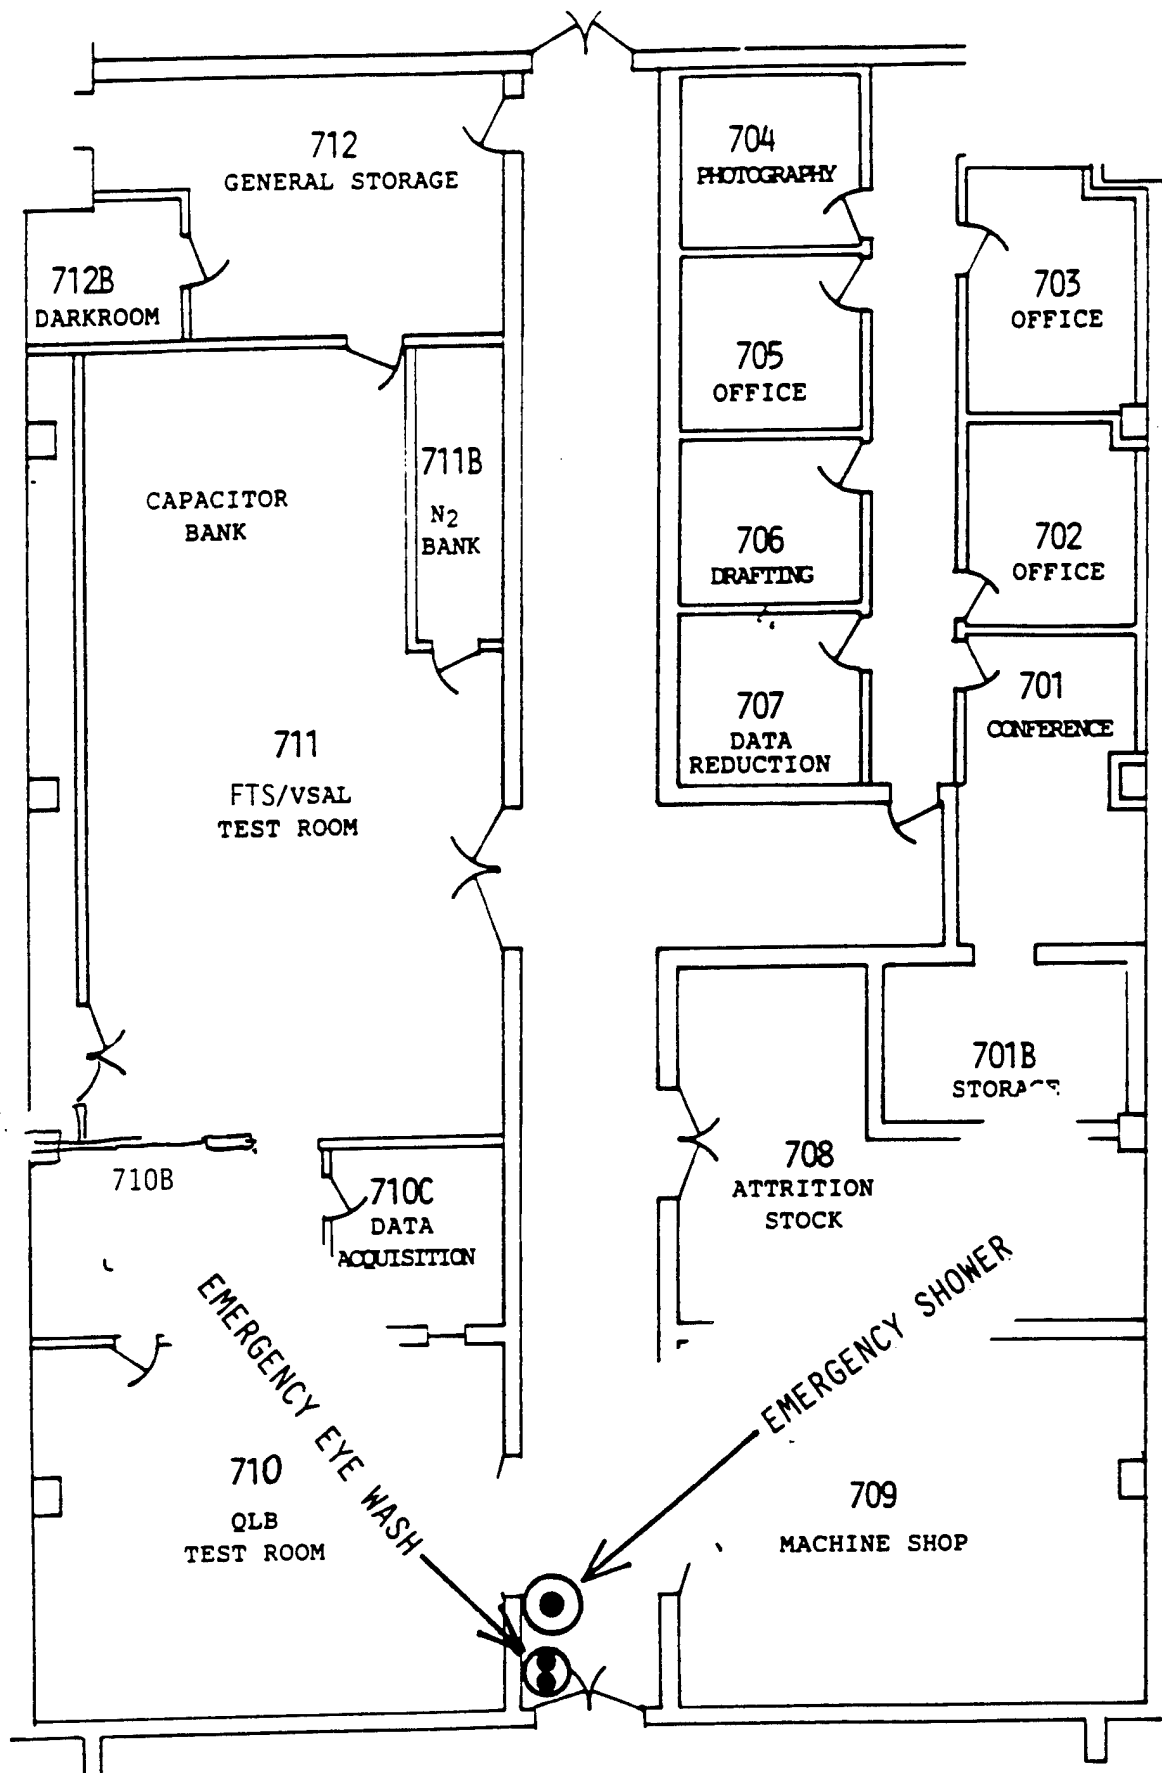 712
GENERAL STORAGE
704
PHOTOGRAPHY
712B
DARKROOM
703
OFFICE
705
OFFICE
711B
N2
BANK
CAPACITOR
BANK
706
DRAFTING
702
OFFICE
701
CONFERENCE
707
DATA
REDUCTION
711
FTS/VSAL
TEST ROOM
701B
STORAGE
708
ATTRITION
STOCK
710B
710C
DATA
ACQUISITION
EMERGENCY EYE WASH
EMERGENCY SHOWER
710
QLB
TEST ROOM
709
MACHINE SHOP